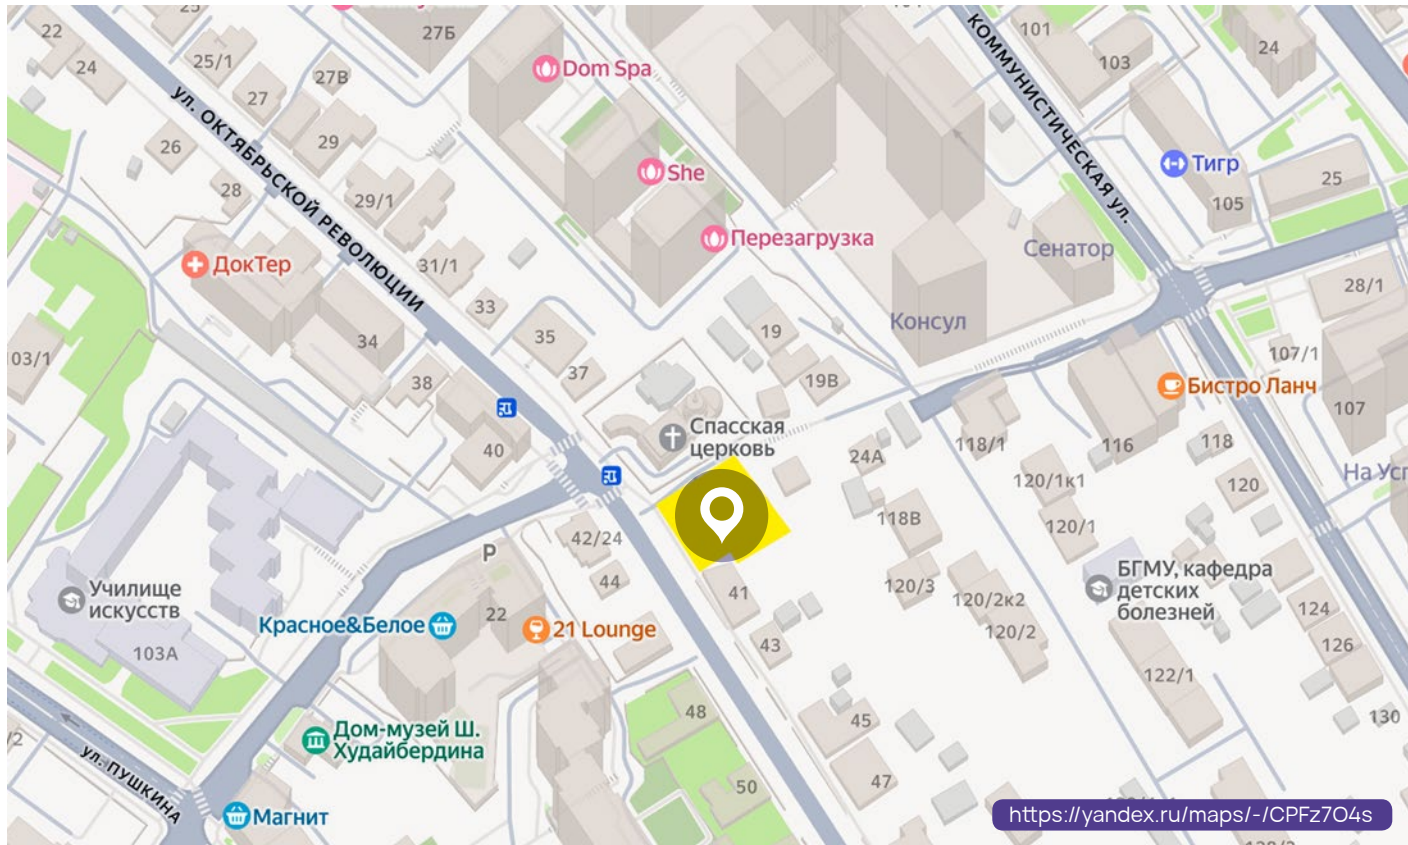 22
24
25/1
27
27В
27Б
Dom Spa
101
103
24
КОММУНИСТИЧЕСКАЯ УЛ.
ул. ОКТЯБРЬСКОЙ РЕВОЛЮЦИИ
26
28
29
29/1
She
Тигр
25
105
Перезагрузка
Сенатор
ДокТер
31/1
33
34
35
37
38
40
19
19В
Консул
28/1
107/1
107
03/1
Бистро Ланч
Спасская
церковь
24А
118/1
116
118
120
На Усп
120/1к1
120/1
118В
120/3
120/2к2
120/2
БГМУ, кафедра
детских
болезней
124
126
122/1
130
42/24
44
P
22
Красное&Белое
21 Lounge
Училище
искусств
103А
41
43
45
47
48
50
Дом-музей Ш.
Худайбердина
ул. ПУШКИНА
Магнит
https://yandex.ru/maps/-/CPFz7O4s